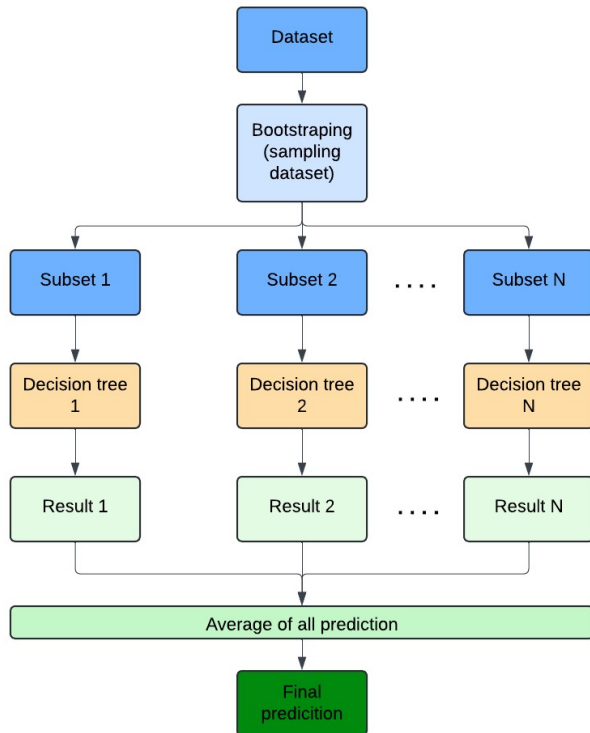 Dataset
Bootstraping
(sampling
dataset)
Subset 1
Subset 2
....
Subset N
Decision tree
1
Decision tree
2
....
Decision tree
N
Result 1
Result 2
....
Result N
Average of all prediction
Final
predicition